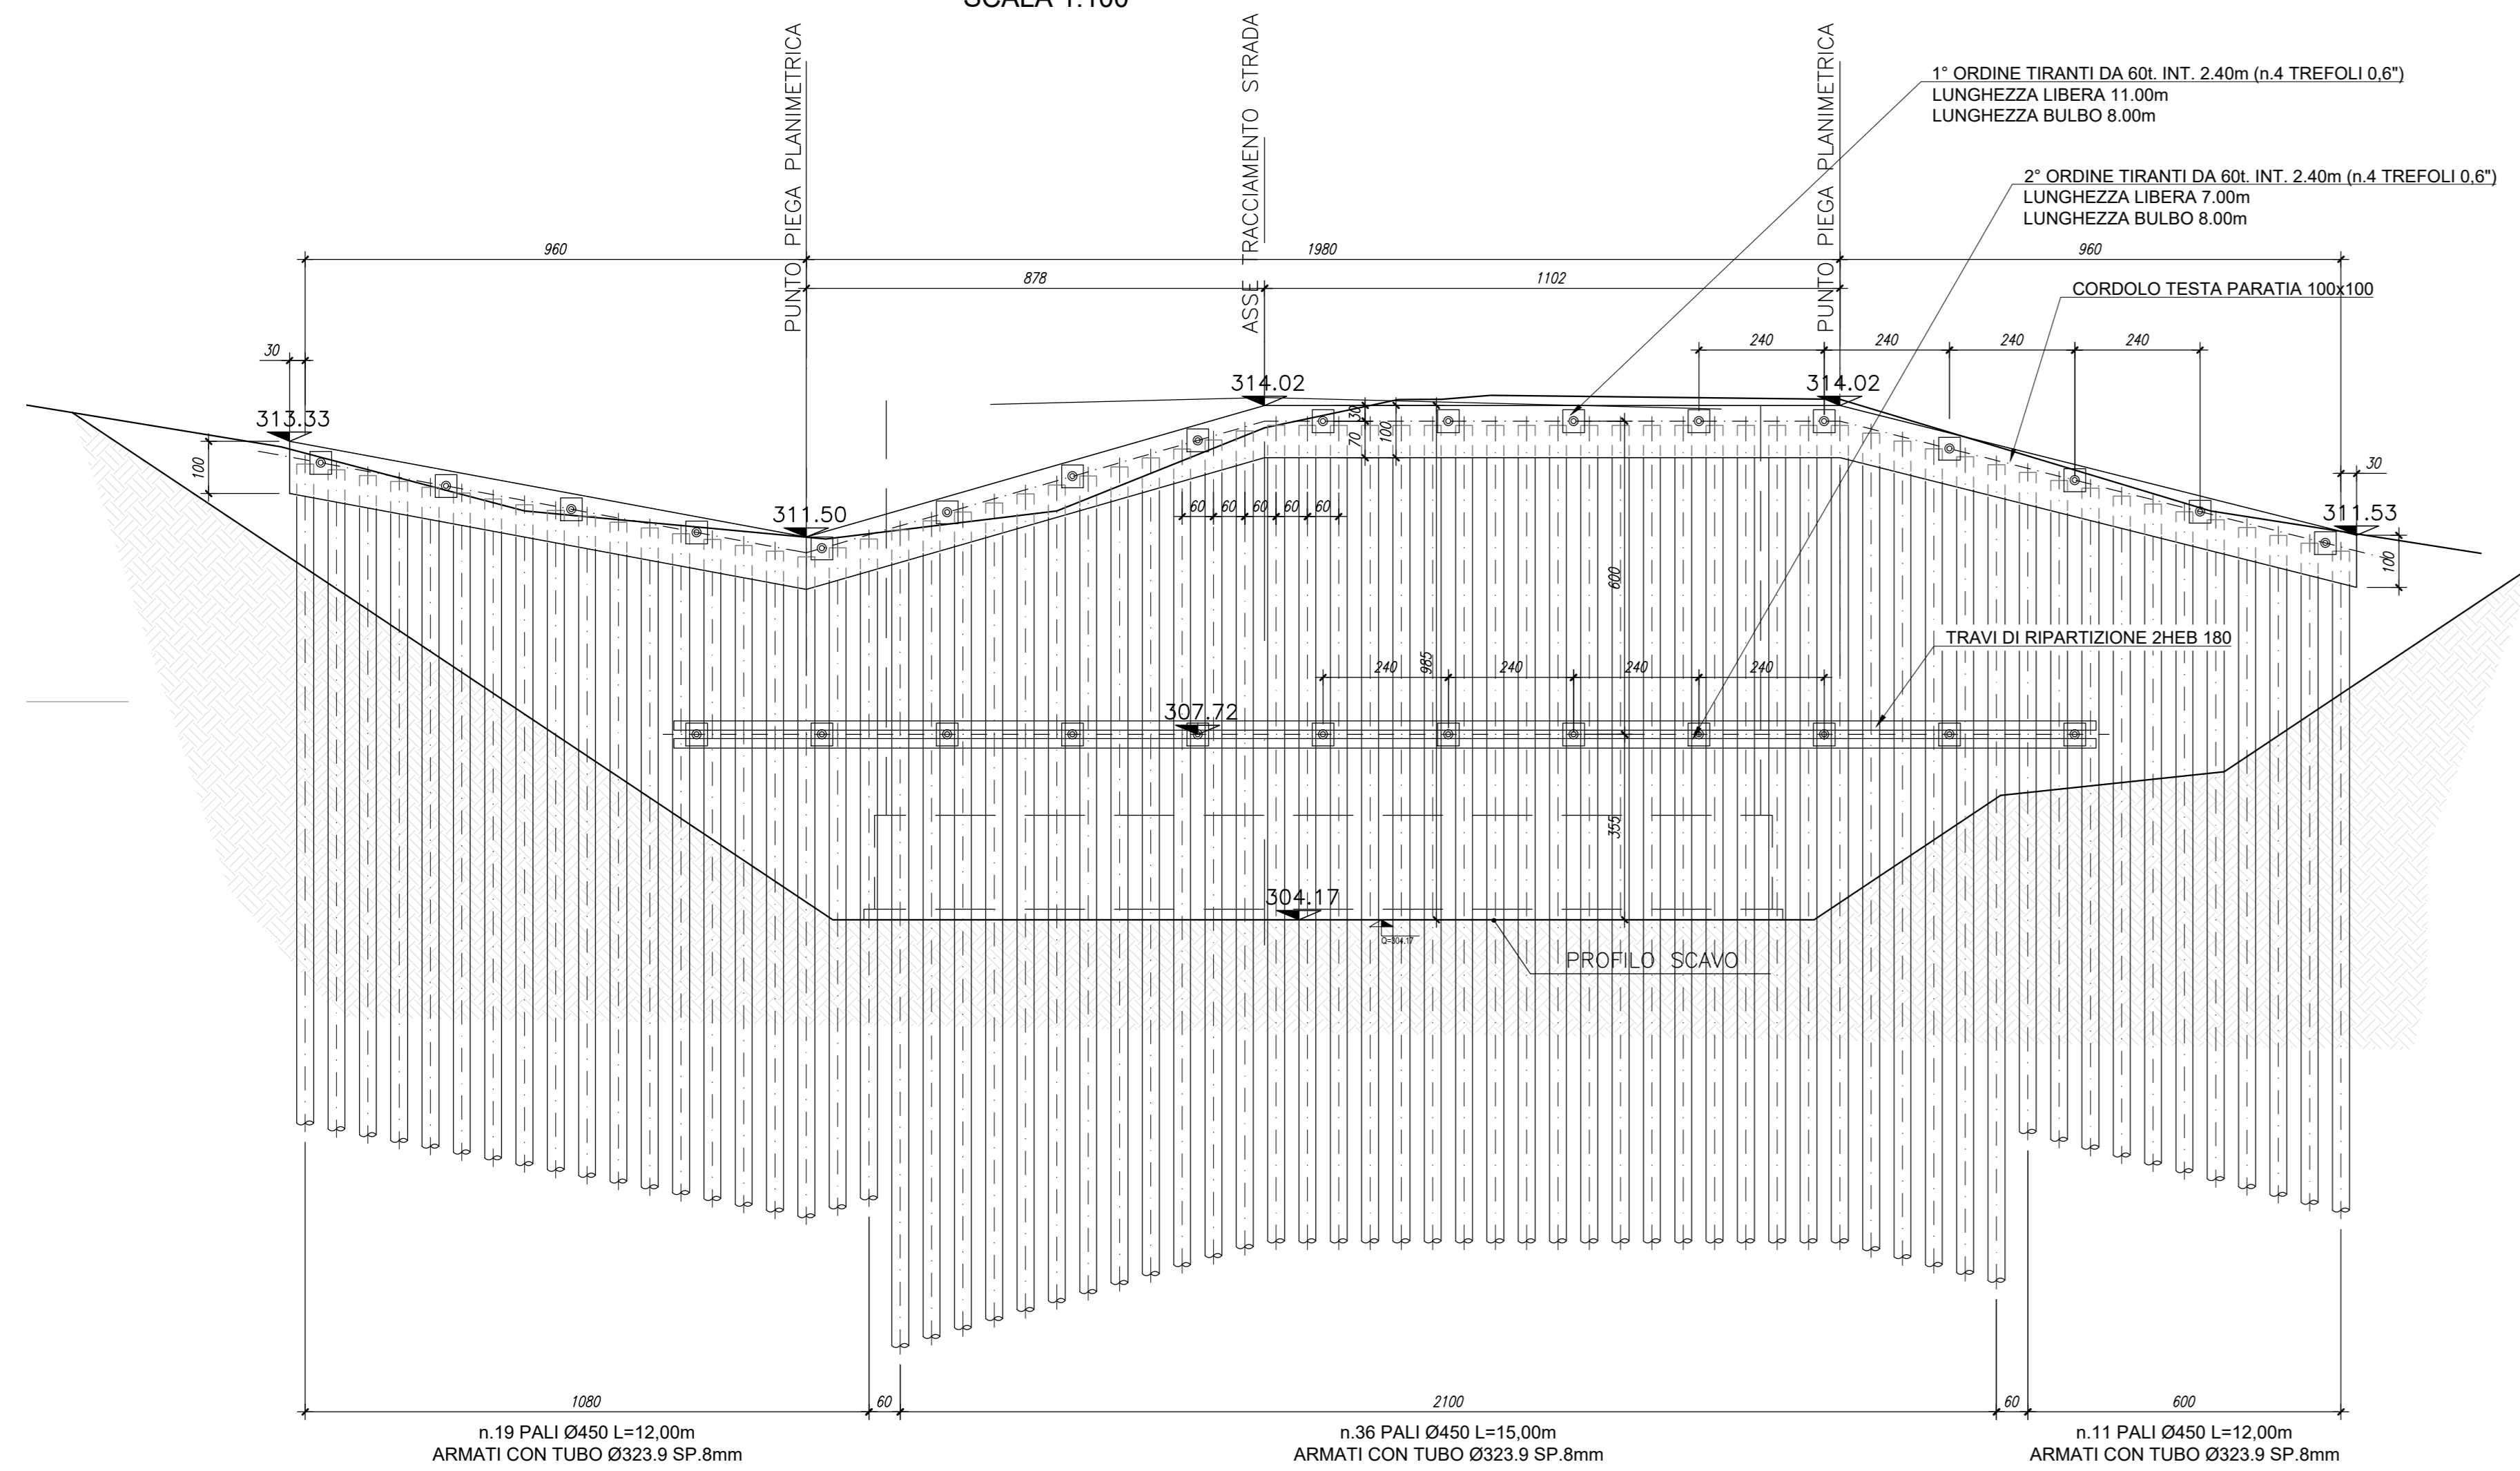 SCALA 1:100
PUNTO PIEGA PLANIMETRICA
ASSE TRACCIAMENTO STRADA
PUNTO PIEGA PLANIMETRICA
1° ORDINE TIRANTI DA 60t. INT. 2.40m (n.4 TREFOLI 0,6")
LUNGHEZZA LIBERA 11.00m
LUNGHEZZA BULBO 8.00m
2° ORDINE TIRANTI DA 60t. INT. 2.40m (n.4 TREFOLI 0,6")
LUNGHEZZA LIBERA 7.00m
LUNGHEZZA BULBO 8.00m
960
1980
960
878
1102
CORDOLO TESTA PARATIA 100x100
30
240
240
240
240
313.33
314.02
314.02
100
30
70
100
30
311.50
311.53
60
60
60
60
60
100
600
TRAVI DI RIPARTIZIONE 2HEB 180
985
240
240
240
240
307.72
355
304.17
Q=304.17
PROFILO SCAVO
1080
60
2100
60
600
n.19 PALI Ø450 L=12,00m
ARMATI CON TUBO Ø323.9 SP.8mm
n.36 PALI Ø450 L=15,00m
ARMATI CON TUBO Ø323.9 SP.8mm
n.11 PALI Ø450 L=12,00m
ARMATI CON TUBO Ø323.9 SP.8mm